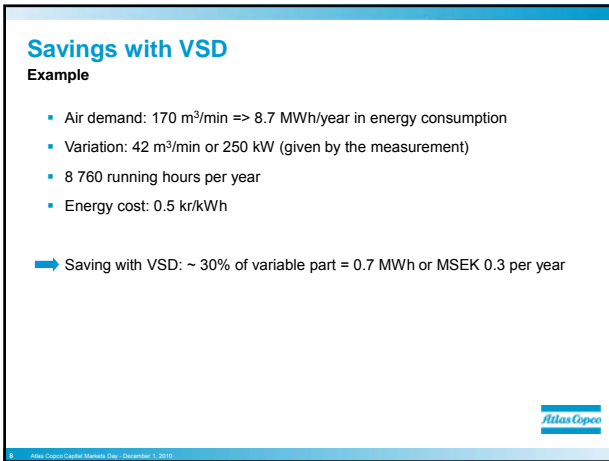 Savings with VSD
Example
▪ Air demand: 170 m³/min => 8.7 MWh/year in energy consumption
▪ Variation: 42 m³/min or 250 kW (given by the measurement)
▪ 8 760 running hours per year
▪ Energy cost: 0.5 kr/kWh
Saving with VSD: ~ 30% of variable part = 0.7 MWh or MSEK 0.3 per year
Atlas Copco
8 Atlas Copco Capital Markets Day - December 1, 2010